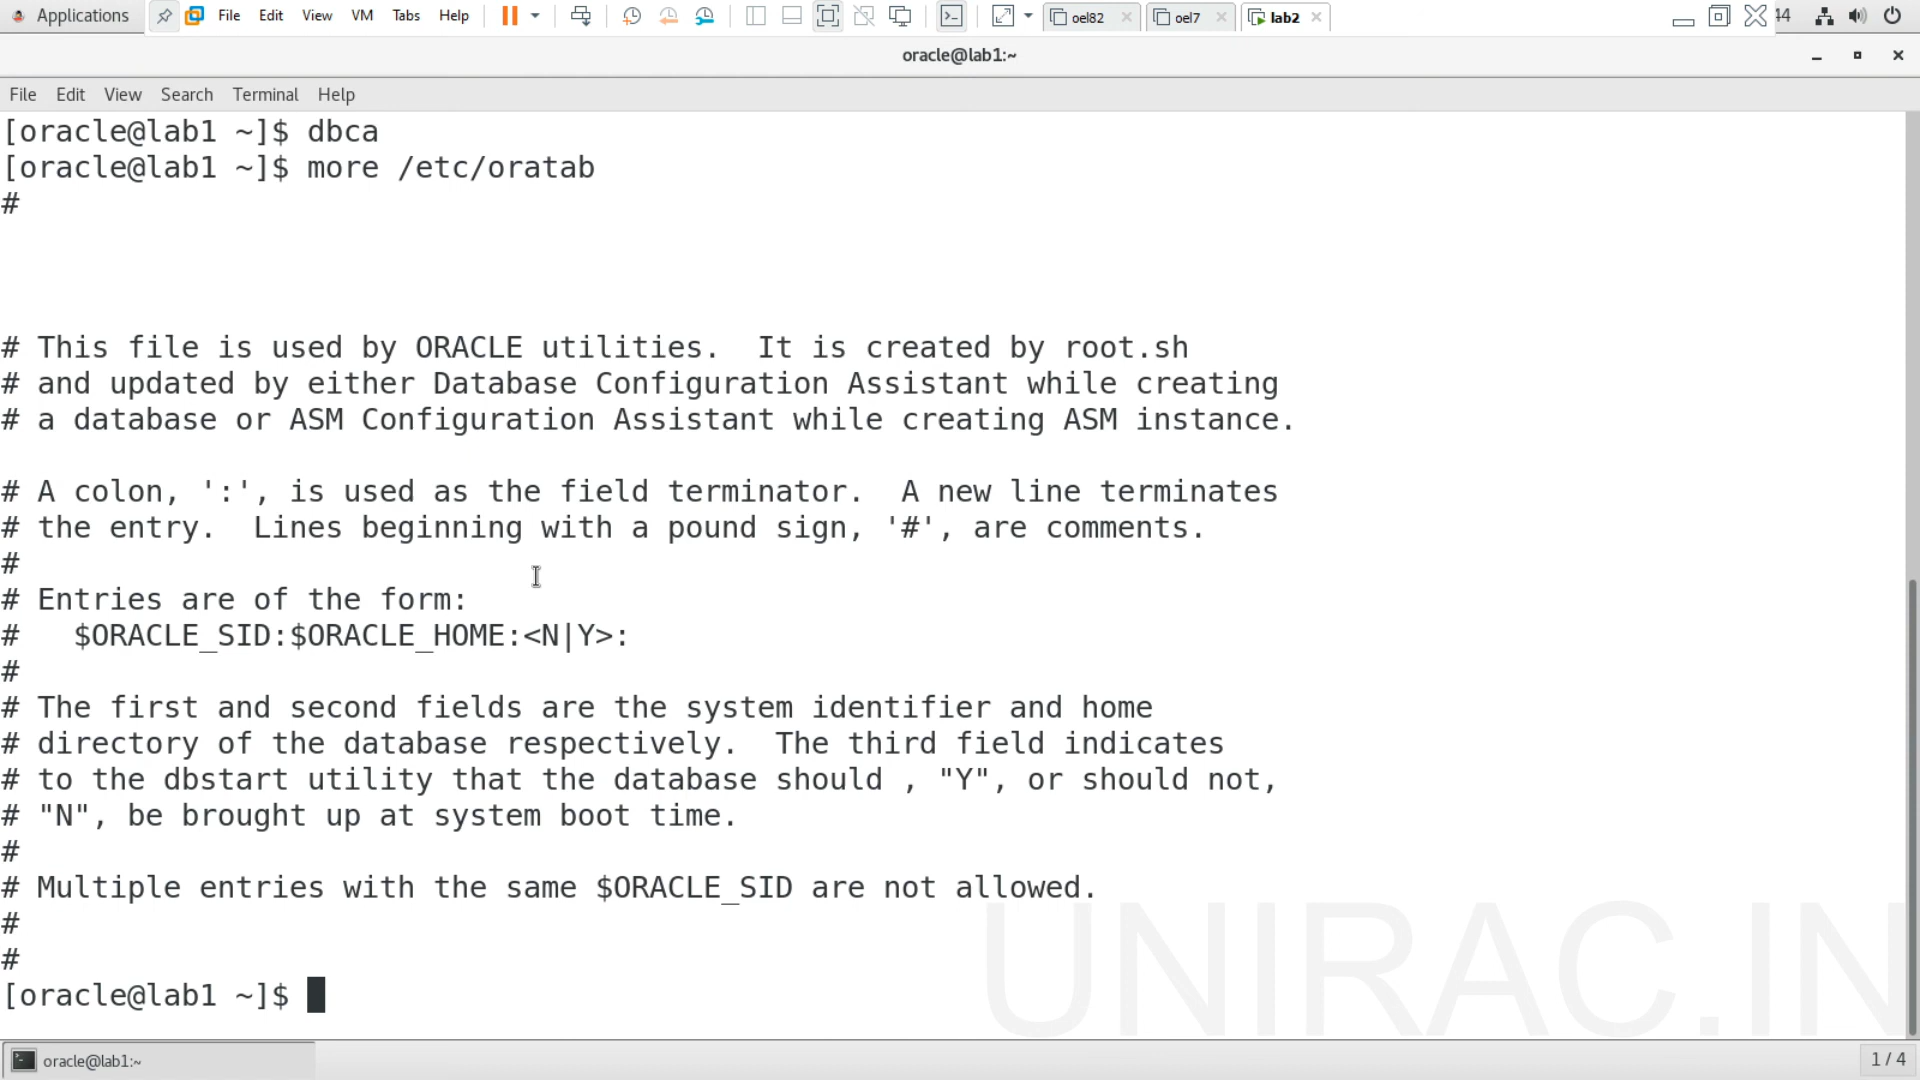 Applications File Edit View VM Tabs Help oel82 oel7 lab2 44
oracle@lab1:~
File Edit View Search Terminal Help
[oracle@lab1 ~]$ dbca
[oracle@lab1 ~]$ more /etc/oratab
#
# This file is used by ORACLE utilities.  It is created by root.sh
# and updated by either Database Configuration Assistant while creating
# a database or ASM Configuration Assistant while creating ASM instance.
# A colon, ':', is used as the field terminator.  A new line terminates
# the entry.  Lines beginning with a pound sign, '#', are comments.
#
# Entries are of the form:
#   $ORACLE_SID:$ORACLE_HOME:<N|Y>:
#
# The first and second fields are the system identifier and home
# directory of the database respectively.  The third field indicates
# to the dbstart utility that the database should , "Y", or should not,
# "N", be brought up at system boot time.
#
# Multiple entries with the same $ORACLE_SID are not allowed.
#
#
[oracle@lab1 ~]$
UNIRAC.IN
oracle@lab1:~ 1 / 4